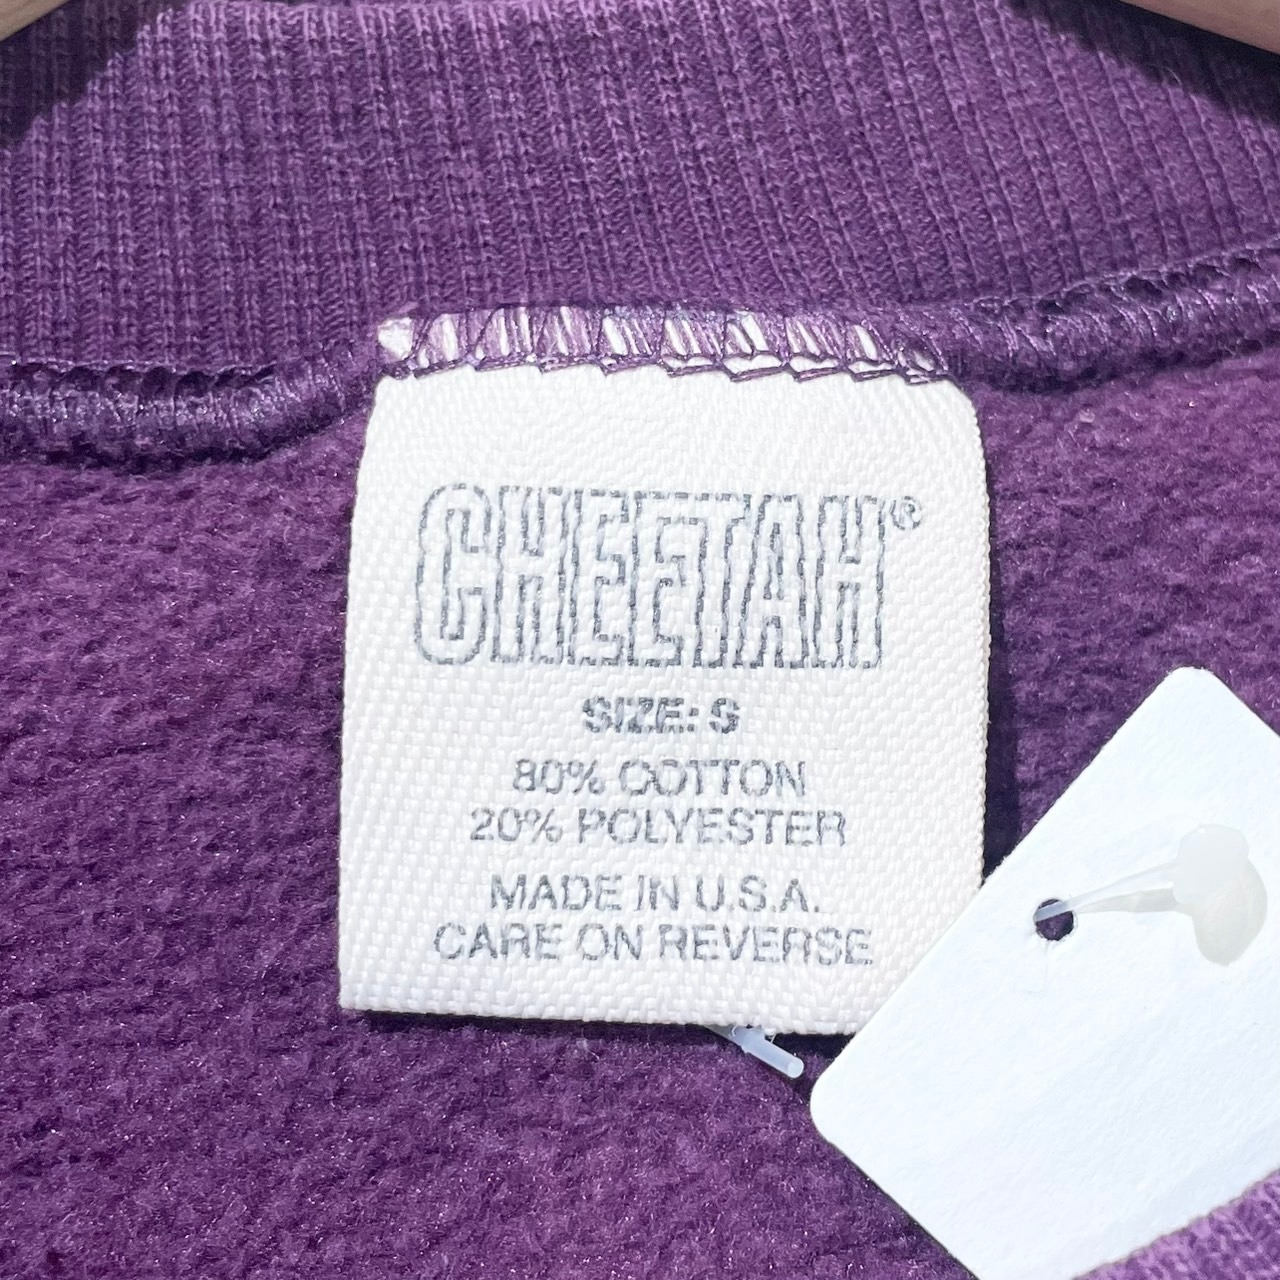 CHEETAH®
SIZE: S
80% COTTON
20% POLYESTER
MADE IN U.S.A.
CARE ON REVERSE